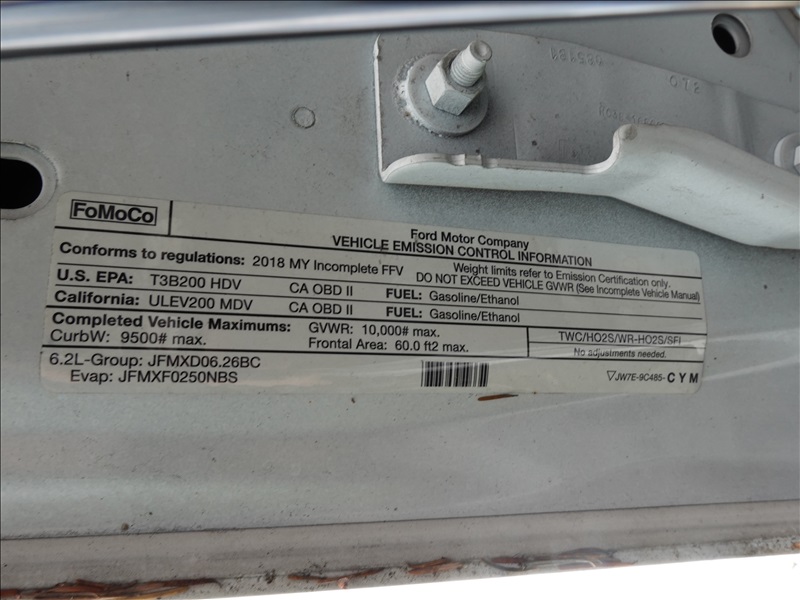 FoMoCo
Ford Motor Company
VEHICLE EMISSION CONTROL INFORMATION
Conforms to regulations: 2018 MY Incomplete FFV
Weight limits refer to Emission Certification only.
DO NOT EXCEED VEHICLE GVWR (See Incomplete Vehicle Manual)
U.S. EPA: T3B200 HDV CA OBD II FUEL: Gasoline/Ethanol
California: ULEV200 MDV CA OBD II FUEL: Gasoline/Ethanol
Completed Vehicle Maximums: GVWR: 10,000# max.
CurbW: 9500# max. Frontal Area: 60.0 ft2 max.
TWC/HO2S/WR-HO2S/SFI
No adjustments needed.
6.2L-Group: JFMXD06.26BC
Evap: JFMXF0250NBS
▽JW7E-9C485-CYM